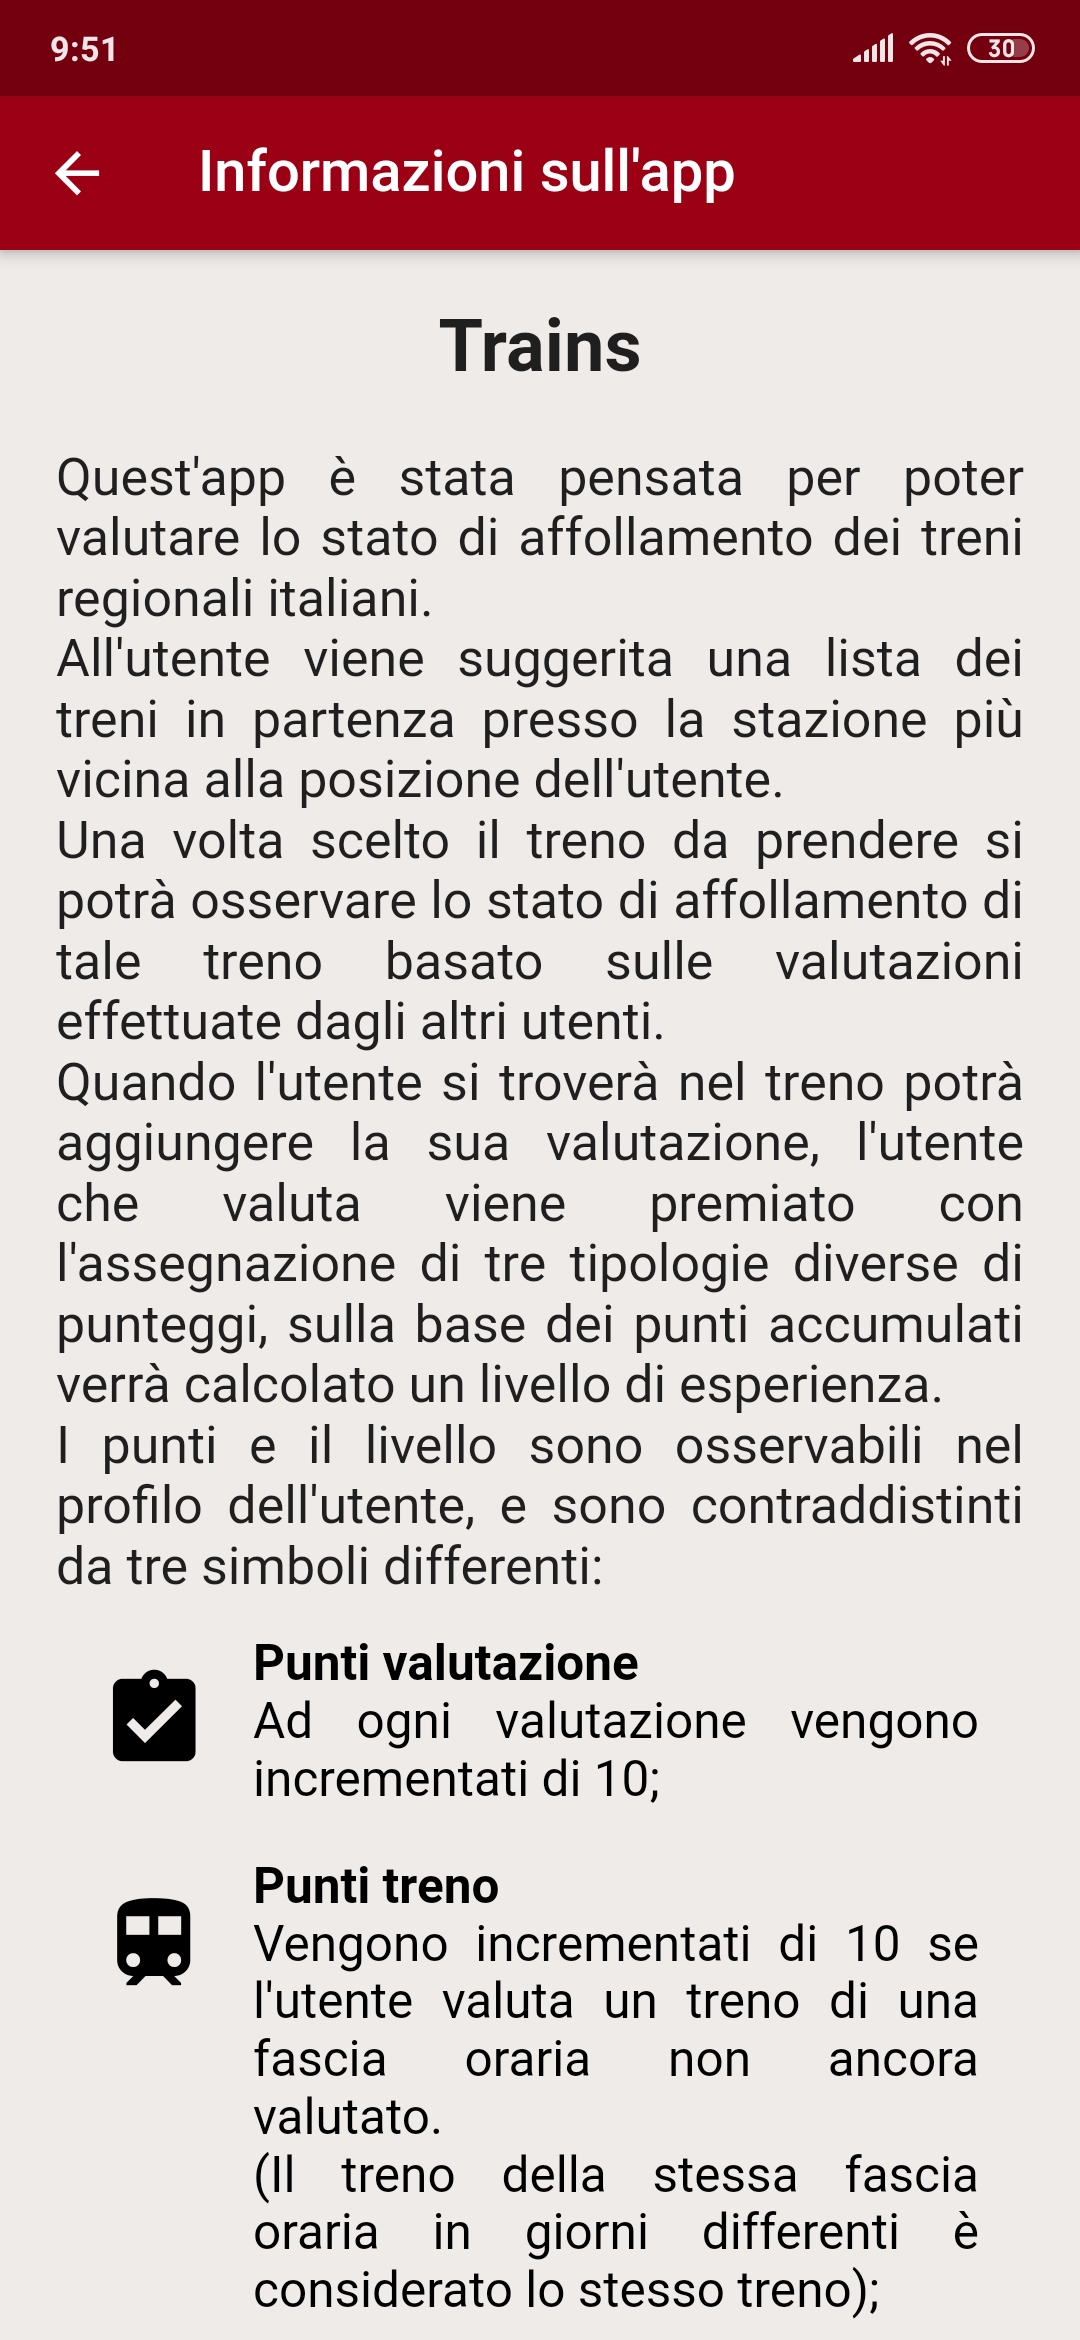 9:51
30
Informazioni sull'app
Trains
Quest'app è stata pensata per poter
valutare lo stato di affollamento dei treni
regionali italiani.
All'utente viene suggerita una lista dei
treni in partenza presso la stazione più
vicina alla posizione dell'utente.
Una volta scelto il treno da prendere si
potrà osservare lo stato di affollamento di
tale treno basato sulle valutazioni
effettuate dagli altri utenti.
Quando l'utente si troverà nel treno potrà
aggiungere la sua valutazione, l'utente
che valuta viene premiato con
l'assegnazione di tre tipologie diverse di
punteggi, sulla base dei punti accumulati
verrà calcolato un livello di esperienza.
I punti e il livello sono osservabili nel
profilo dell'utente, e sono contraddistinti
da tre simboli differenti:
Punti valutazione
Ad ogni valutazione vengono
incrementati di 10;
Punti treno
Vengono incrementati di 10 se
l'utente valuta un treno di una
fascia oraria non ancora
valutato.
(Il treno della stessa fascia
oraria in giorni differenti è
considerato lo stesso treno);